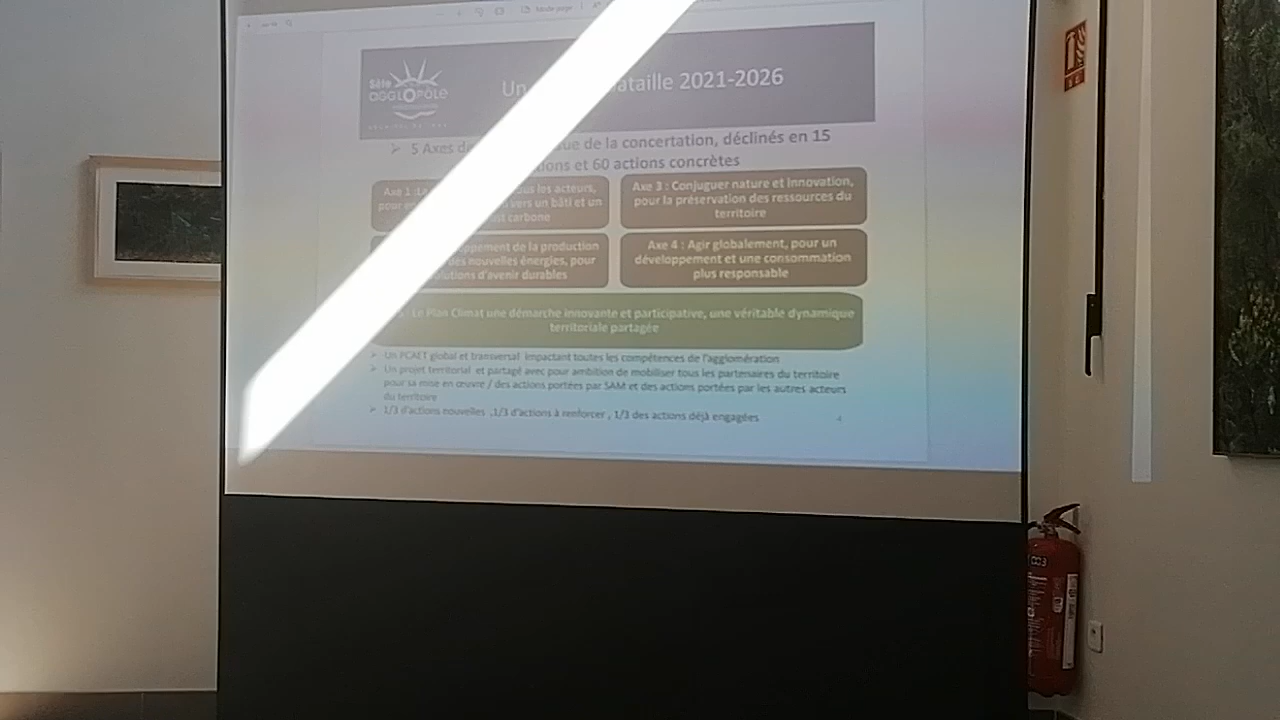 Sète
aggLOpôle
Un ataille 2021-2026
5 Axes de la concertation, déclinés en 15
et 60 actions concrètes
Axe 1 les acteurs,
pour vers un bâti et un
carbone
Axe 3 : Conjuguer nature et Innovation,
pour la préservation des ressources du
territoire
de la production
nouvelles énergies, pour
d'avenir durables
Axe 4 : Agir globalement, pour un
développement et une consommation
plus responsable
Le Plan Climat une démarche innovante et participative, une véritable dynamique
territoriale partagée
Un PCAET global et transversal impactant toutes les compétences de l'agglomération
Un projet territorial et partagé avec pour ambition de mobiliser tous les partenaires du territoire
pour sa mise en œuvre / des actions portées par SAM et des actions portées par les autres acteurs
du territoire
1/3 d'actions nouvelles ,1/3 d'actions à renforcer , 1/3 des actions déjà engagées
4
003